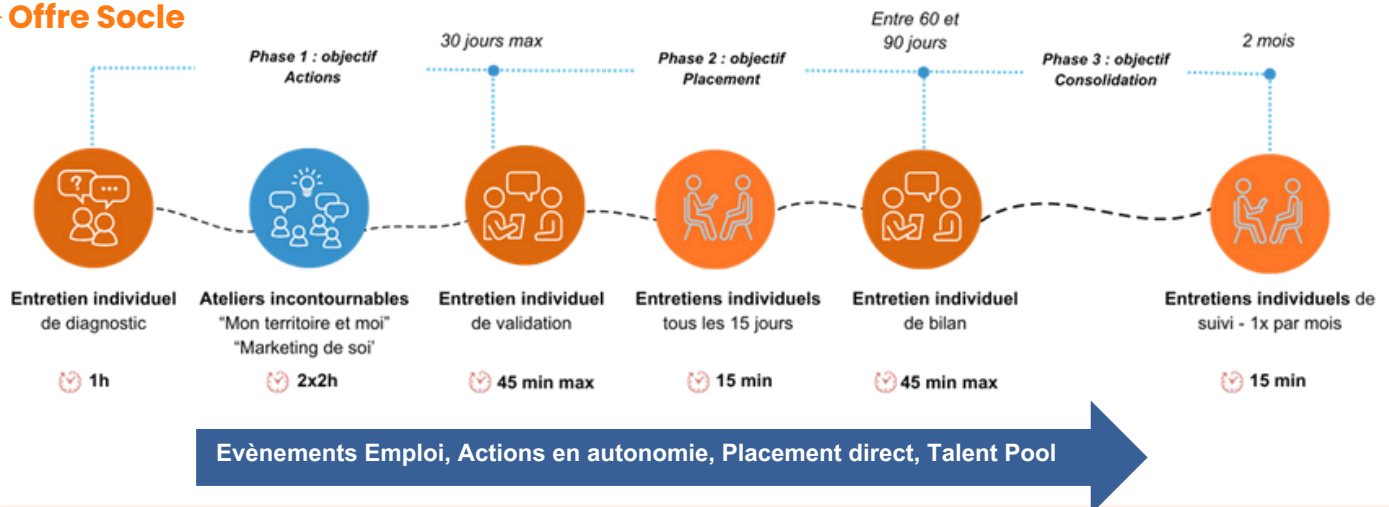 Offre Socle
Phase 1 : objectif
Actions
30 jours max
Phase 2 : objectif
Placement
Entre 60 et
90 jours
Phase 3 : objectif
Consolidation
2 mois
?
...
Entretien individuel
de diagnostic
1h
Ateliers incontournables
“Mon territoire et moi”
“Marketing de soi'
2x2h
Entretien individuel
de validation
45 min max
Entretiens individuels
tous les 15 jours
15 min
Entretien individuel
de bilan
45 min max
Entretiens individuels de
suivi - 1x par mois
15 min
Evènements Emploi, Actions en autonomie, Placement direct, Talent Pool